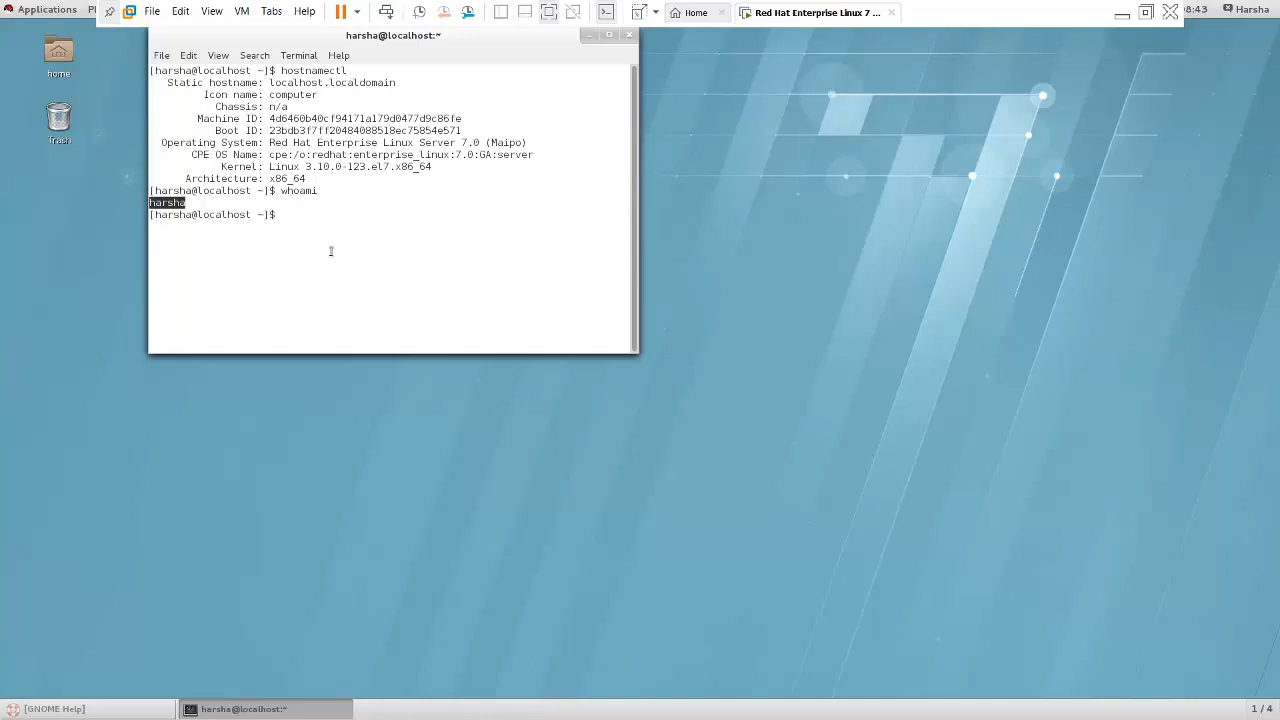 Applications
File Edit View VM Tabs Help
Home
Red Hat Enterprise Linux 7 ...
8:43
Harsha
home
Trash
harsha@localhost:~
File Edit View Search Terminal Help
[harsha@localhost ~]$ hostnamectl
Static hostname: localhost.localdomain
Icon name: computer
Chassis: n/a
Machine ID: 4d6460b40cf94171a179d0477d9c86fe
Boot ID: 23bdb3f7ff20484088518ec75854e571
Operating System: Red Hat Enterprise Linux Server 7.0 (Maipo)
CPE OS Name: cpe:/o:redhat:enterprise_linux:7.0:GA:server
Kernel: Linux 3.10.0-123.el7.x86_64
Architecture: x86_64
[harsha@localhost ~]$ whoami
harsha
[harsha@localhost ~]$
[GNOME Help]
harsha@localhost:~
1 / 4